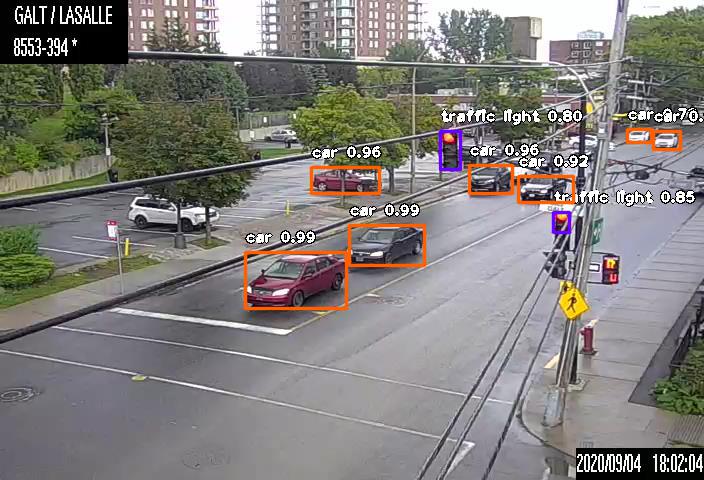 GALT / LASALLE
8553-394 *
traffic light 0.80
car 0.96
car 0.96
car 0.92
traffic light 0.85
car 0.99
car 0.99
2020/09/04 18:02:04